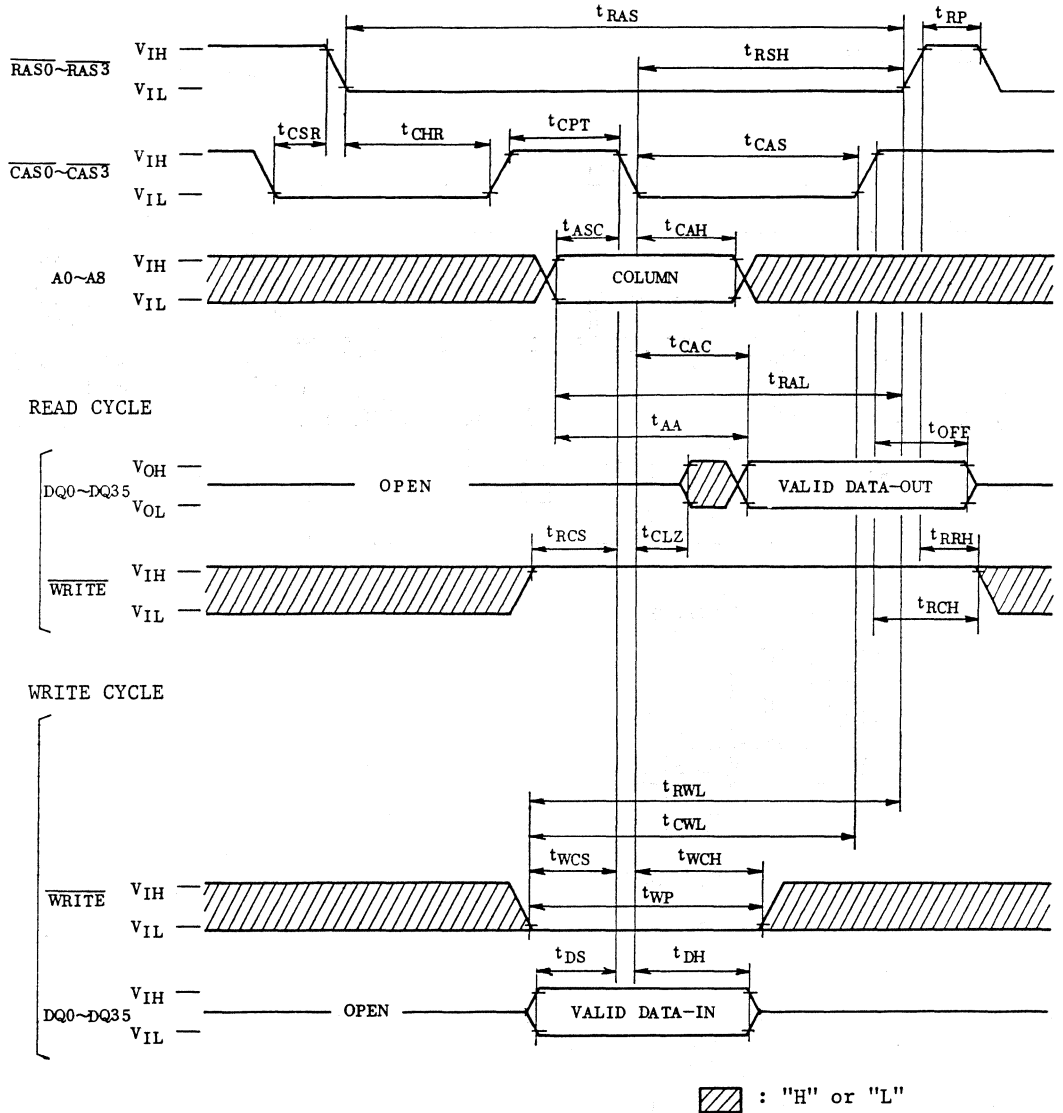 tRAS
tRP
tRSH
RAS0~RAS3
VIH
VIL
tCSR
tCHR
tCPT
tCAS
CAS0~CAS3
VIH
VIL
tASC
tCAH
A0~A8
VIH
VIL
COLUMN
tCAC
tRAL
READ CYCLE
tAA
tOFF
DQ0~DQ35
VOH
VOL
OPEN
VALID DATA-OUT
tRCS
tCLZ
tRRH
WRITE
VIH
VIL
tRCH
WRITE CYCLE
tRWL
tCWL
tWCS
tWCH
WRITE
VIH
VIL
tWP
tDS
tDH
DQ0~DQ35
VIH
VIL
OPEN
VALID DATA-IN
: "H" or "L"